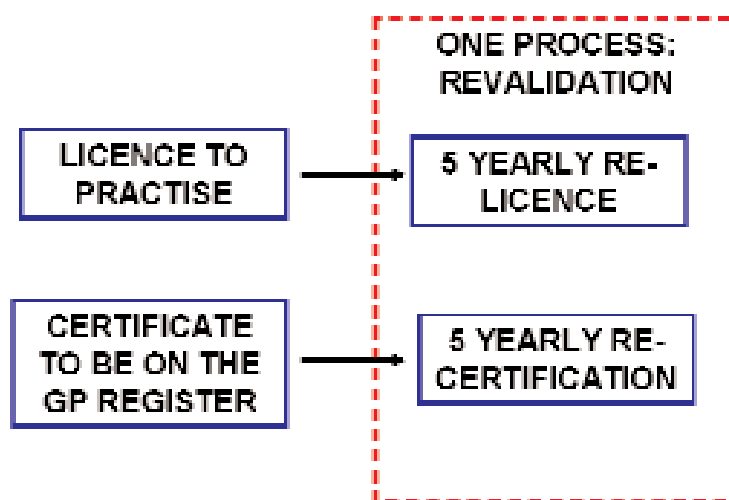 ONE PROCESS:
REVALIDATION
LICENCE TO
PRACTISE
5 YEARLY RE-
LICENCE
CERTIFICATE
TO BE ON THE
GP REGISTER
5 YEARLY RE-
CERTIFICATION